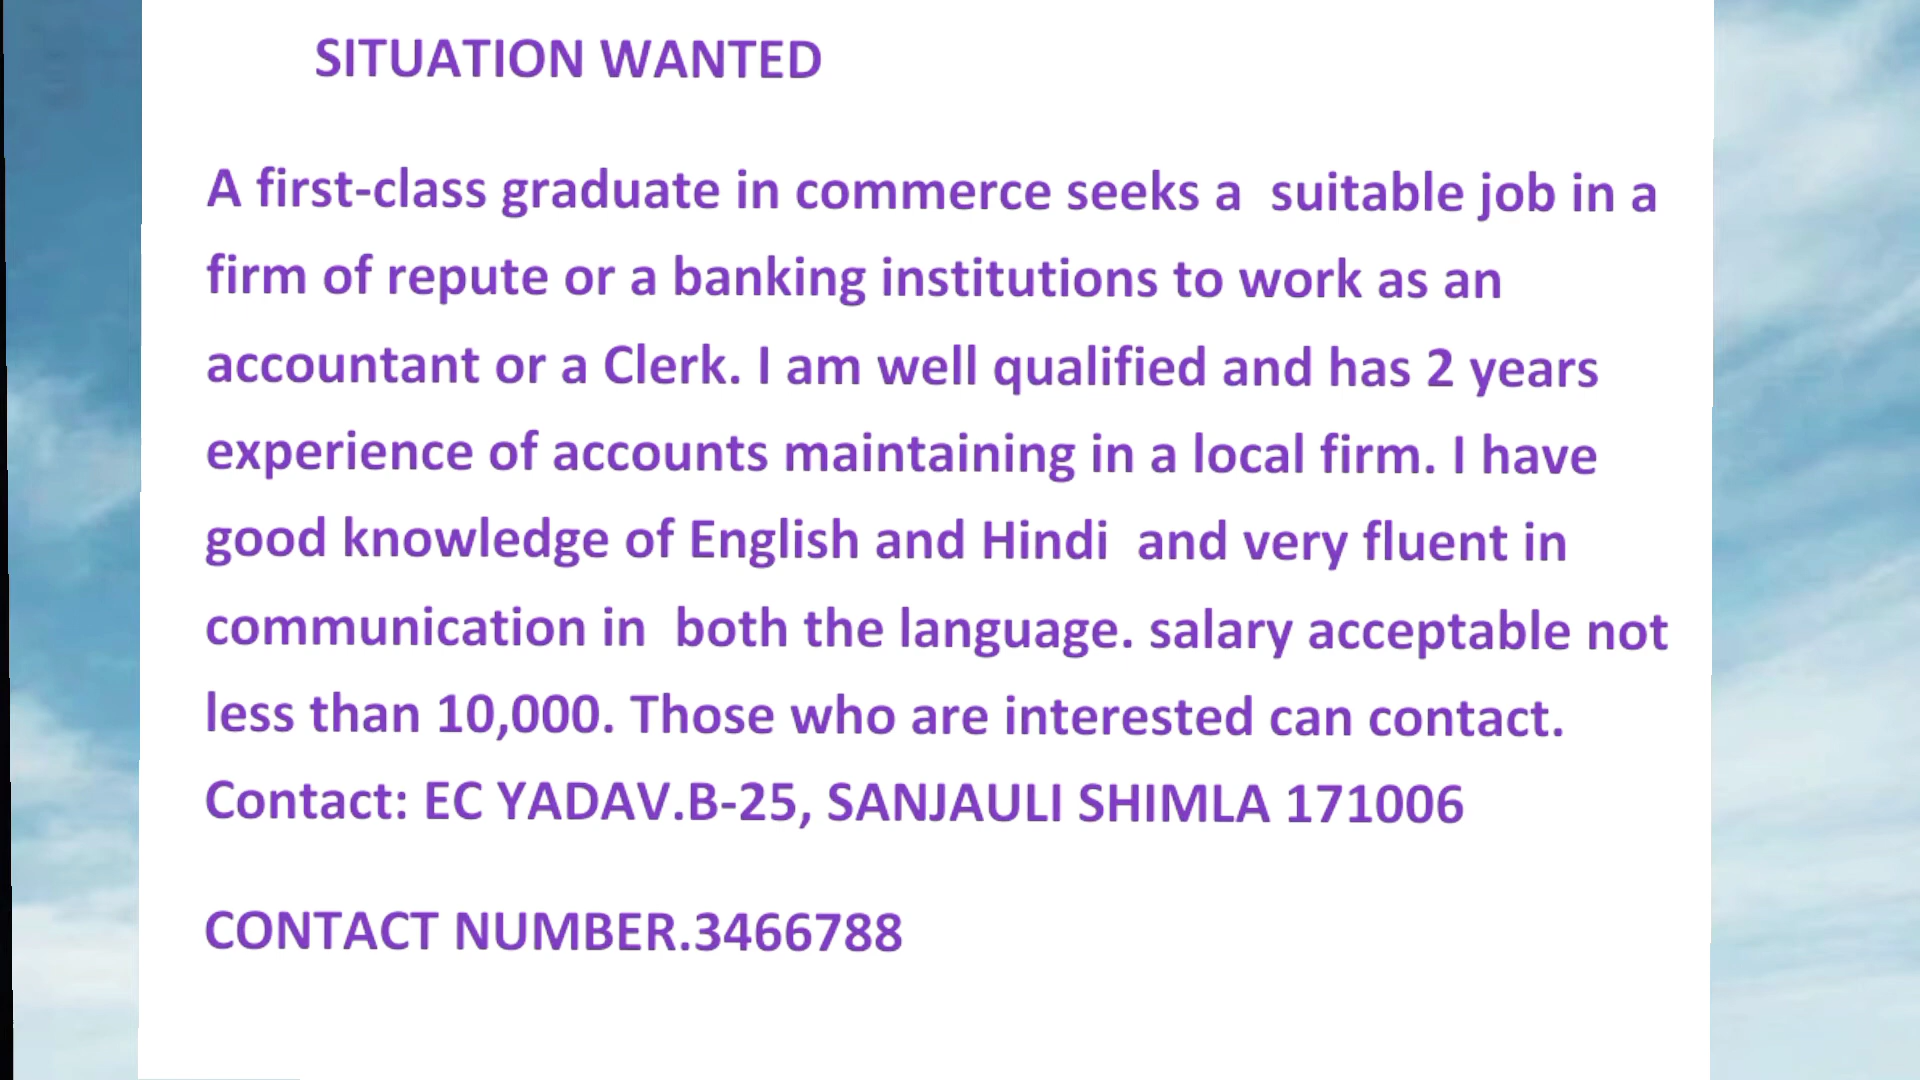 SITUATION WANTED
A first-class graduate in commerce seeks a suitable job in a
firm of repute or a banking institutions to work as an
accountant or a Clerk. I am well qualified and has 2 years
experience of accounts maintaining in a local firm. I have
good knowledge of English and Hindi and very fluent in
communication in both the language. salary acceptable not
less than 10,000. Those who are interested can contact.
Contact: EC YADAV.B-25, SANJAULI SHIMLA 171006
CONTACT NUMBER.3466788